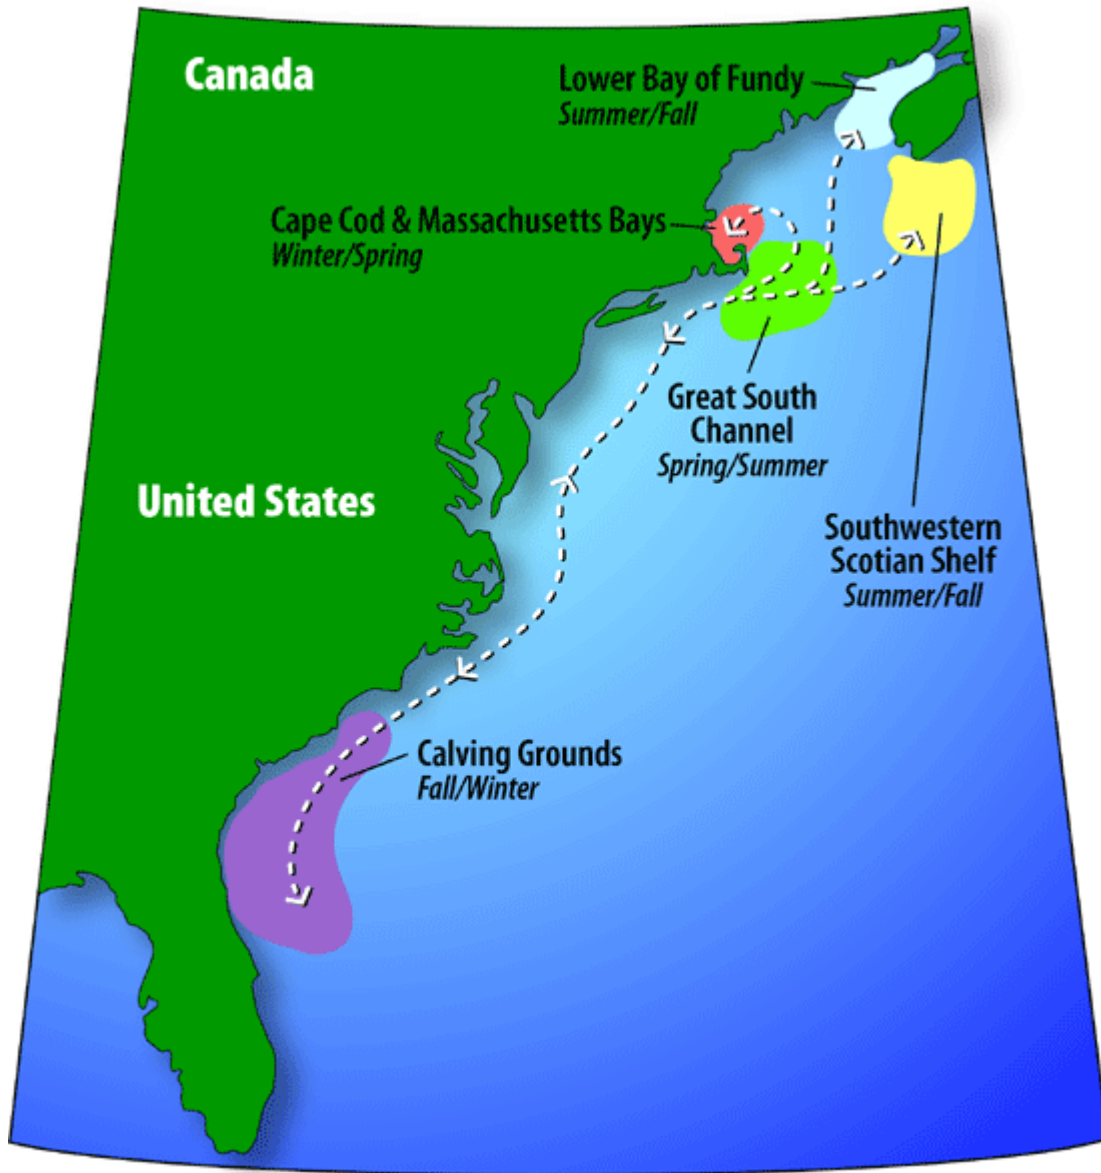 Canada
Lower Bay of Fundy
Summer/Fall
Cape Cod & Massachusetts Bays
Winter/Spring
Great South
Channel
Spring/Summer
United States
Southwestern
Scotian Shelf
Summer/Fall
Calving Grounds
Fall/Winter